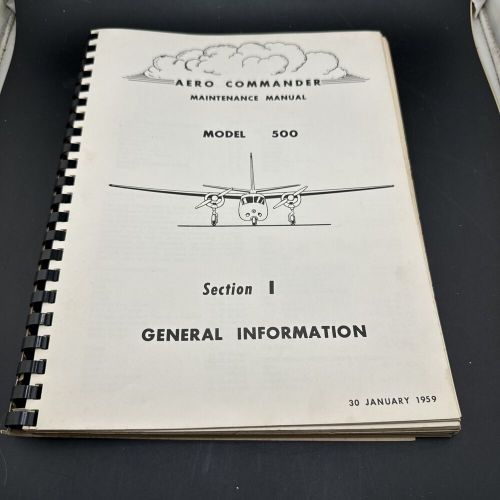 AERO COMMANDER
MAINTENANCE MANUAL
MODEL 500
Section I
GENERAL INFORMATION
30 JANUARY 1959